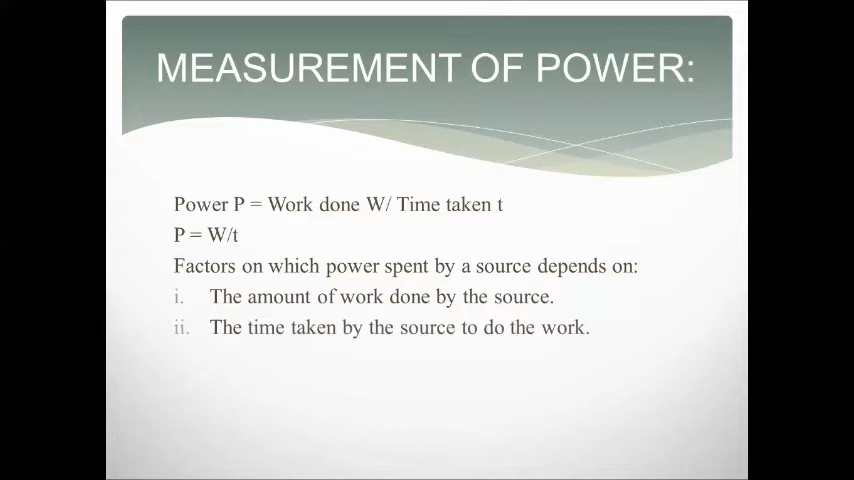 MEASUREMENT OF POWER:
Power P = Work done W/ Time taken t
P = W/t
Factors on which power spent by a source depends on:
i. The amount of work done by the source.
ii. The time taken by the source to do the work.